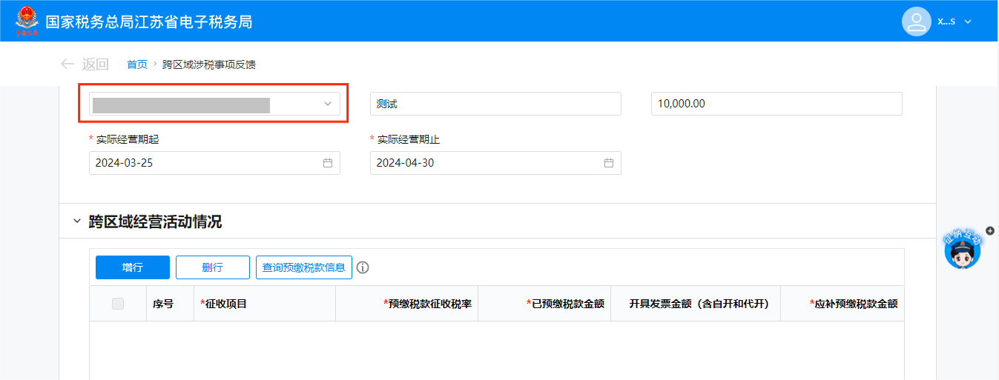 国家税务总局江苏省电子税务局
x...s
返回 首页 > 跨区域涉税事项反馈
测试 10,000.00
* 实际经营期起 * 实际经营期止
2024-03-25 2024-04-30
跨区域经营活动情况
征纳互动
增行 删行 查询预缴税款信息
序号 *征收项目 *预缴税款征收税率 *已预缴税款金额 开具发票金额（含自开和代开） *应补预缴税款金额